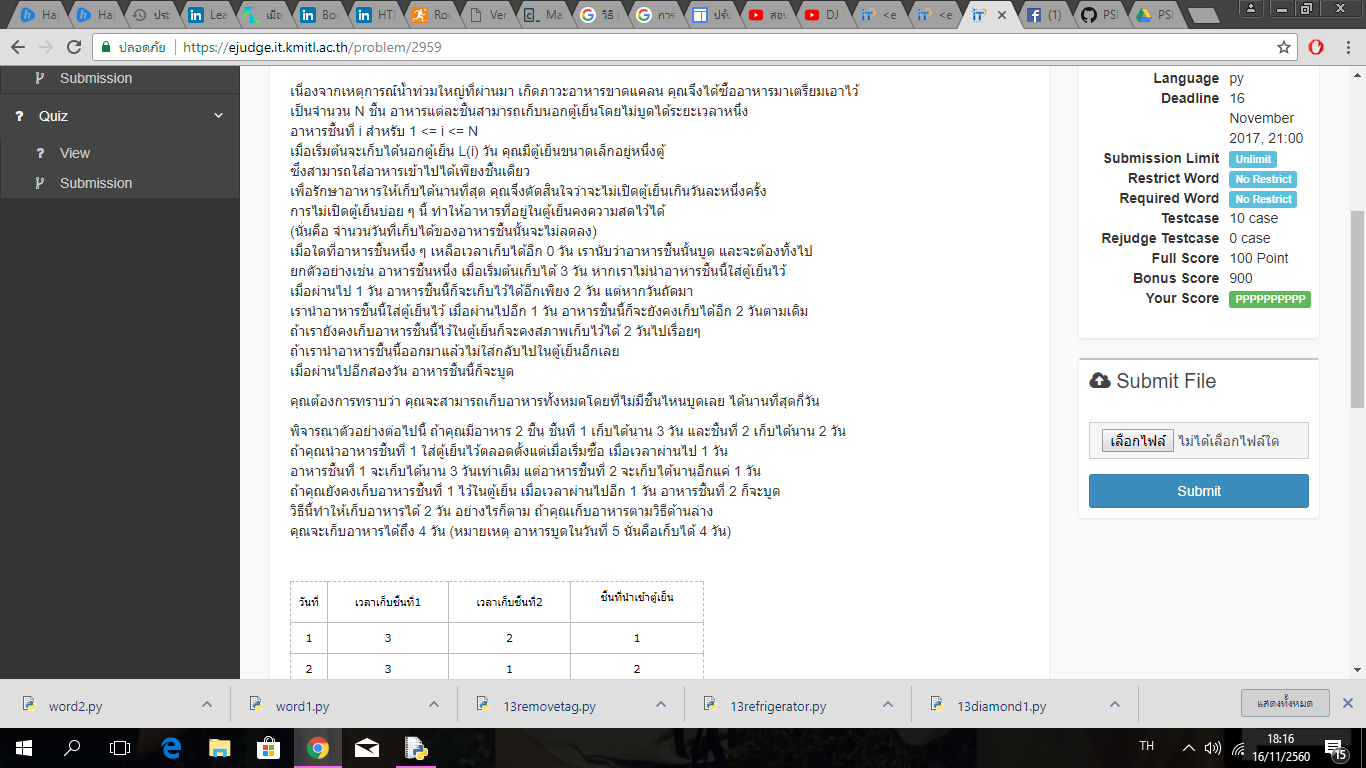 Ha
Ha
ประ
Lea
เมื่อ
Boo
HTI
Rou
Ver
Ma
วิธี
การ
ปรับ
สอน
DJ
<e
<e
(1)
PSI
PSI
ปลอดภัย
https://ejudge.it.kmitl.ac.th/problem/2959
Submission
Quiz
View
Submission
เนื่องจากเหตุการณ์น้ำท่วมใหญ่ที่ผ่านมา เกิดภาวะอาหารขาดแคลน คุณจึงได้ซื้ออาหารมาเตรียมเอาไว้
เป็นจำนวน N ชิ้น อาหารแต่ละชิ้นสามารถเก็บนอกตู้เย็นโดยไม่บูดได้ระยะเวลาหนึ่ง
อาหารชิ้นที่ i สำหรับ 1 <= i <= N
เมื่อเริ่มต้นจะเก็บได้นอกตู้เย็น L(i) วัน คุณมีตู้เย็นขนาดเล็กอยู่หนึ่งตู้
ซึ่งสามารถใส่อาหารเข้าไปได้เพียงชิ้นเดียว
เพื่อรักษาอาหารให้เก็บได้นานที่สุด คุณจึงตัดสินใจว่าจะไม่เปิดตู้เย็นเกินวันละหนึ่งครั้ง
การไม่เปิดตู้เย็นบ่อย ๆ นี้ ทำให้อาหารที่อยู่ในตู้เย็นคงความสดไว้ได้
(นั่นคือ จำนวนวันที่เก็บได้ของอาหารชิ้นนั้นจะไม่ลดลง)
เมื่อใดที่อาหารชิ้นหนึ่ง ๆ เหลือเวลาเก็บได้อีก 0 วัน เรานับว่าอาหารชิ้นนั้นบูด และจะต้องทิ้งไป
ยกตัวอย่างเช่น อาหารชิ้นหนึ่ง เมื่อเริ่มต้นเก็บได้ 3 วัน หากเราไม่นำอาหารชิ้นนี้ใส่ตู้เย็นไว้
เมื่อผ่านไป 1 วัน อาหารชิ้นนี้ก็จะเก็บไว้ได้อีกเพียง 2 วัน แต่หากวันถัดมา
เรานำอาหารชิ้นนี้ใส่ตู้เย็นไว้ เมื่อผ่านไปอีก 1 วัน อาหารชิ้นนี้ก็จะยังคงเก็บได้อีก 2 วันตามเดิม
ถ้าเรายังคงเก็บอาหารชิ้นนี้ไว้ในตู้เย็นก็จะคงสภาพเก็บไว้ได้ 2 วันไปเรื่อยๆ
ถ้าเรานำอาหารชิ้นนี้ออกมาแล้วไม่ใส่กลับไปในตู้เย็นอีกเลย
เมื่อผ่านไปอีกสองวัน อาหารชิ้นนี้ก็จะบูด
คุณต้องการทราบว่า คุณจะสามารถเก็บอาหารทั้งหมดโดยที่ไม่มีชิ้นไหนบูดเลย ได้นานที่สุดกี่วัน
พิจารณาตัวอย่างต่อไปนี้ ถ้าคุณมีอาหาร 2 ชิ้น ชิ้นที่ 1 เก็บได้นาน 3 วัน และชิ้นที่ 2 เก็บได้นาน 2 วัน
ถ้าคุณนำอาหารชิ้นที่ 1 ใส่ตู้เย็นไว้ตลอดตั้งแต่เมื่อเริ่มซื้อ เมื่อเวลาผ่านไป 1 วัน
อาหารชิ้นที่ 1 จะเก็บได้นาน 3 วันเท่าเดิม แต่อาหารชิ้นที่ 2 จะเก็บได้นานอีกแค่ 1 วัน
ถ้าคุณยังคงเก็บอาหารชิ้นที่ 1 ไว้ในตู้เย็น เมื่อเวลาผ่านไปอีก 1 วัน อาหารชิ้นที่ 2 ก็จะบูด
วิธีนี้ทำให้เก็บอาหารได้ 2 วัน อย่างไรก็ตาม ถ้าคุณเก็บอาหารตามวิธีด้านล่าง
คุณจะเก็บอาหารได้ถึง 4 วัน (หมายเหตุ อาหารบูดในวันที่ 5 นั่นคือเก็บได้ 4 วัน)
วันที่ เวลาเก็บชิ้นที่1 เวลาเก็บชิ้นที่2 ชิ้นที่นำเข้าตู้เย็น
1 3 2 1
2 3 1 2
Language py
Deadline 16
November
2017, 21:00
Submission Limit Unlimit
Restrict Word No Restrict
Required Word No Restrict
Testcase 10 case
Rejudge Testcase 0 case
Full Score 100 Point
Bonus Score 900
Your Score PPPPPPPPPP
Submit File
เลือกไฟล์ ไม่ได้เลือกไฟล์ใด
Submit
word2.py
word1.py
13removetag.py
13refrigerator.py
13diamond1.py
แสดงทั้งหมด
TH
18:16
16/11/2560
15